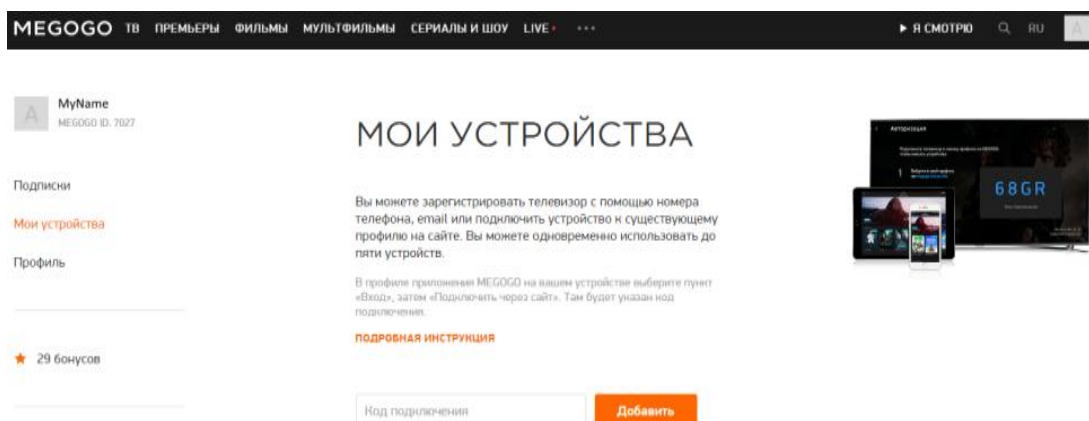 MEGOGO ТВ ПРЕМЬЕРЫ ФИЛЬМЫ МУЛЬТФИЛЬМЫ СЕРИАЛЫ И ШОУ LIVE ••• ► Я СМОТРЮ RU A
A MyName
MEGOGO ID: 7027
Подписки
Мои устройства
Профиль
★ 29 бонусов
МОИ УСТРОЙСТВА
Вы можете зарегистрировать телевизор с помощью номера
телефона, email или подключить устройство к существующему
профилю на сайте. Вы можете одновременно использовать до
пяти устройств.
В профиле приложения MEGOGO на вашем устройстве выберите пункт
«Вход», затем «Подключить через сайт». Там будет указан код
подключения.
ПОДРОБНАЯ ИНСТРУКЦИЯ
Код подключения Добавить
Авторизация
1
68GR